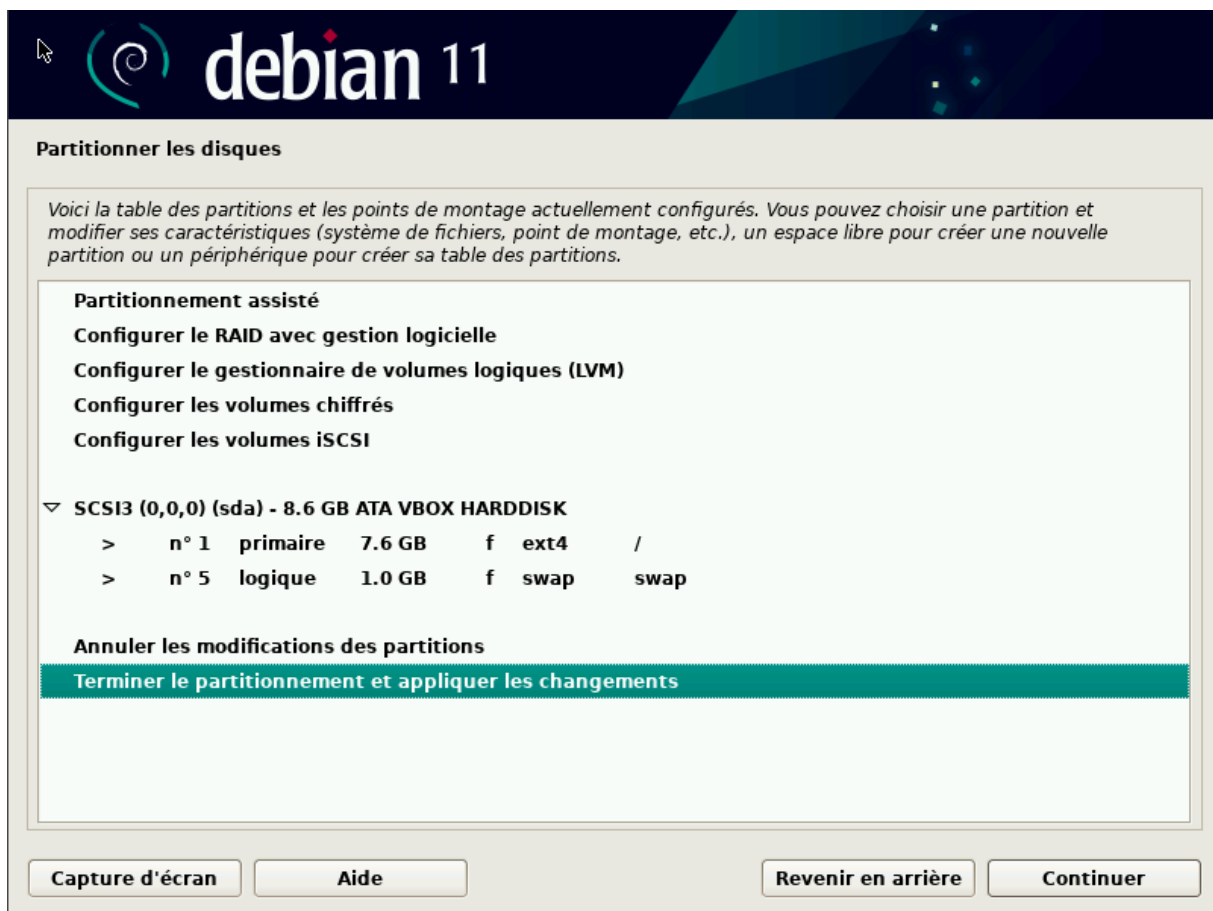 debian 11
Partitionner les disques
Voici la table des partitions et les points de montage actuellement configurés. Vous pouvez choisir une partition et
modifier ses caractéristiques (système de fichiers, point de montage, etc.), un espace libre pour créer une nouvelle
partition ou un périphérique pour créer sa table des partitions.
Partitionnement assisté
Configurer le RAID avec gestion logicielle
Configurer le gestionnaire de volumes logiques (LVM)
Configurer les volumes chiffrés
Configurer les volumes iSCSI
SCSI3 (0,0,0) (sda) - 8.6 GB ATA VBOX HARDDISK
> n° 1 primaire 7.6 GB f ext4 /
> n° 5 logique 1.0 GB f swap swap
Annuler les modifications des partitions
Terminer le partitionnement et appliquer les changements
Capture d'écran Aide Revenir en arrière Continuer